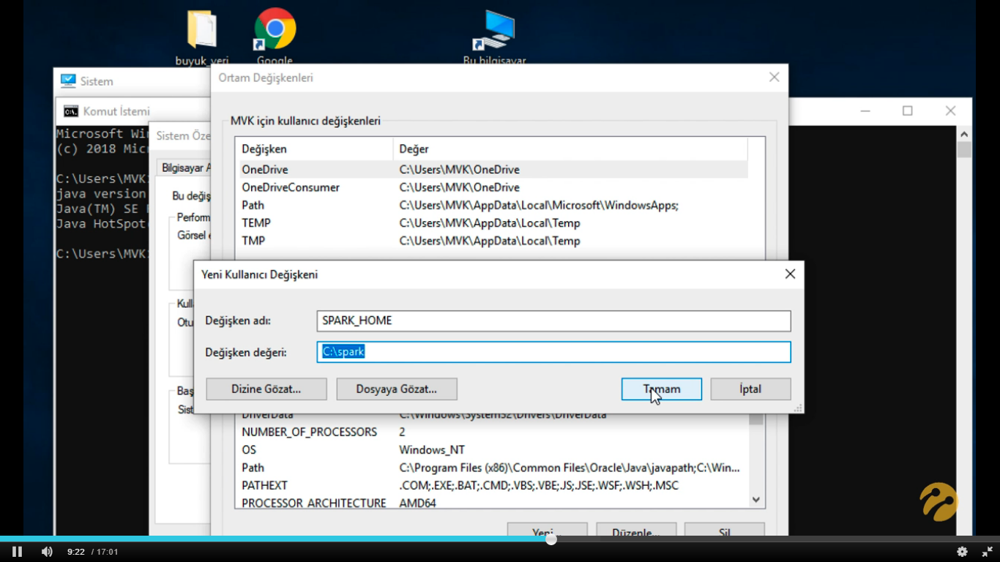 buyuk_veri
Google
Bu bilgisayar
Sistem
Ortam Değişkenleri
Komut İstemi
MVK için kullanıcı değişkenleri
Microsoft Wi
(c) 2018 Mic
Sistem Öze
Değişken Değer
Bilgisayar A
OneDrive C:\Users\MVK\OneDrive
C:\Users\MVK
OneDriveConsumer C:\Users\MVK\OneDrive
java version
Bu değiş
Path C:\Users\MVK\AppData\Local\Microsoft\WindowsApps;
Java(TM) SE
Perform
TEMP C:\Users\MVK\AppData\Local\Temp
Java HotSpot
Görsel e
TMP C:\Users\MVK\AppData\Local\Temp
C:\Users\MVK
Yeni Kullanıcı Değişkeni
Kull
Otu
Değişken adı: SPARK_HOME
Değişken değeri: C:\spark
Dizine Gözat... Dosyaya Gözat... Tamam İptal
Baş
Sist
DriverData C:\Windows\System32\Drivers\DriverData
NUMBER_OF_PROCESSORS 2
OS Windows_NT
Path C:\Program Files (x86)\Common Files\Oracle\Java\javapath;C:\Win...
PATHEXT .COM;.EXE;.BAT;.CMD;.VBS;.VBE;.JS;.JSE;.WSF;.WSH;.MSC
PROCESSOR_ARCHITECTURE AMD64
Yeni... Düzenle... Sil
9:22 / 17:01